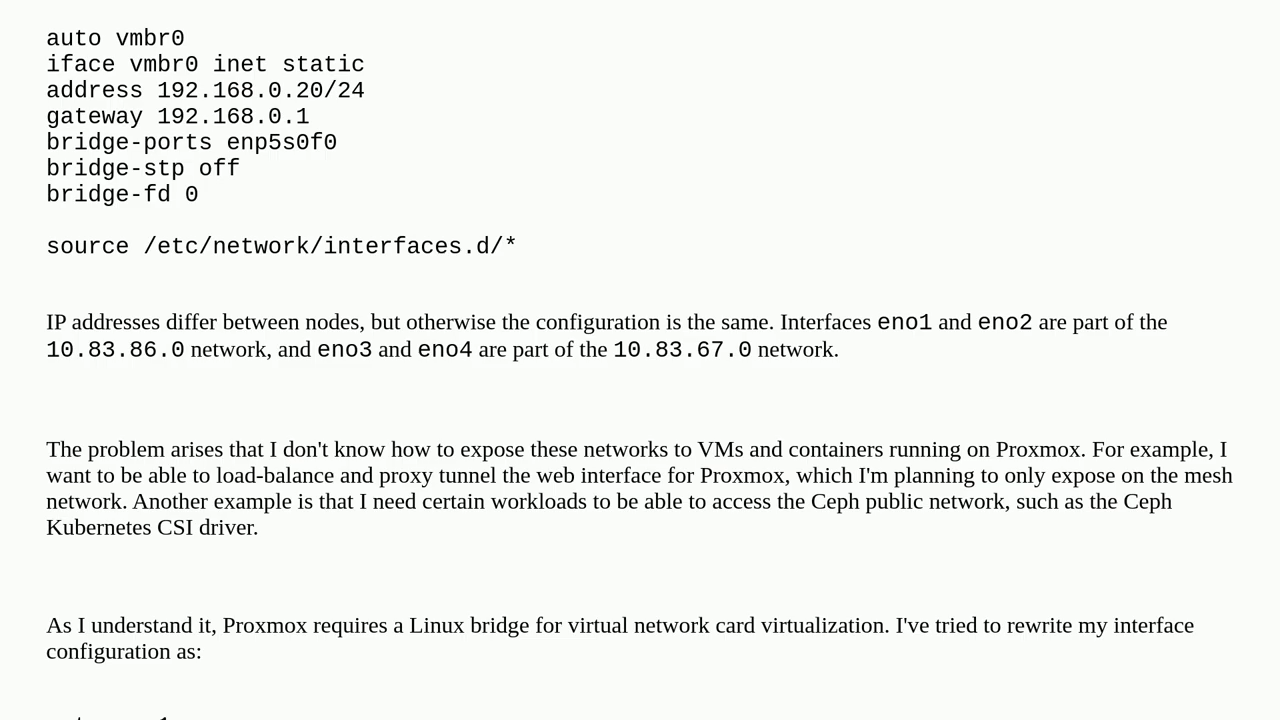 auto vmbr0
iface vmbr0 inet static
address 192.168.0.20/24
gateway 192.168.0.1
bridge-ports enp5s0f0
bridge-stp off
bridge-fd 0
source /etc/network/interfaces.d/*
IP addresses differ between nodes, but otherwise the configuration is the same. Interfaces eno1 and eno2 are part of the
10.83.86.0 network, and eno3 and eno4 are part of the 10.83.67.0 network.
The problem arises that I don't know how to expose these networks to VMs and containers running on Proxmox. For example, I
want to be able to load-balance and proxy tunnel the web interface for Proxmox, which I'm planning to only expose on the mesh
network. Another example is that I need certain workloads to be able to access the Ceph public network, such as the Ceph
Kubernetes CSI driver.
As I understand it, Proxmox requires a Linux bridge for virtual network card virtualization. I've tried to rewrite my interface
configuration as: